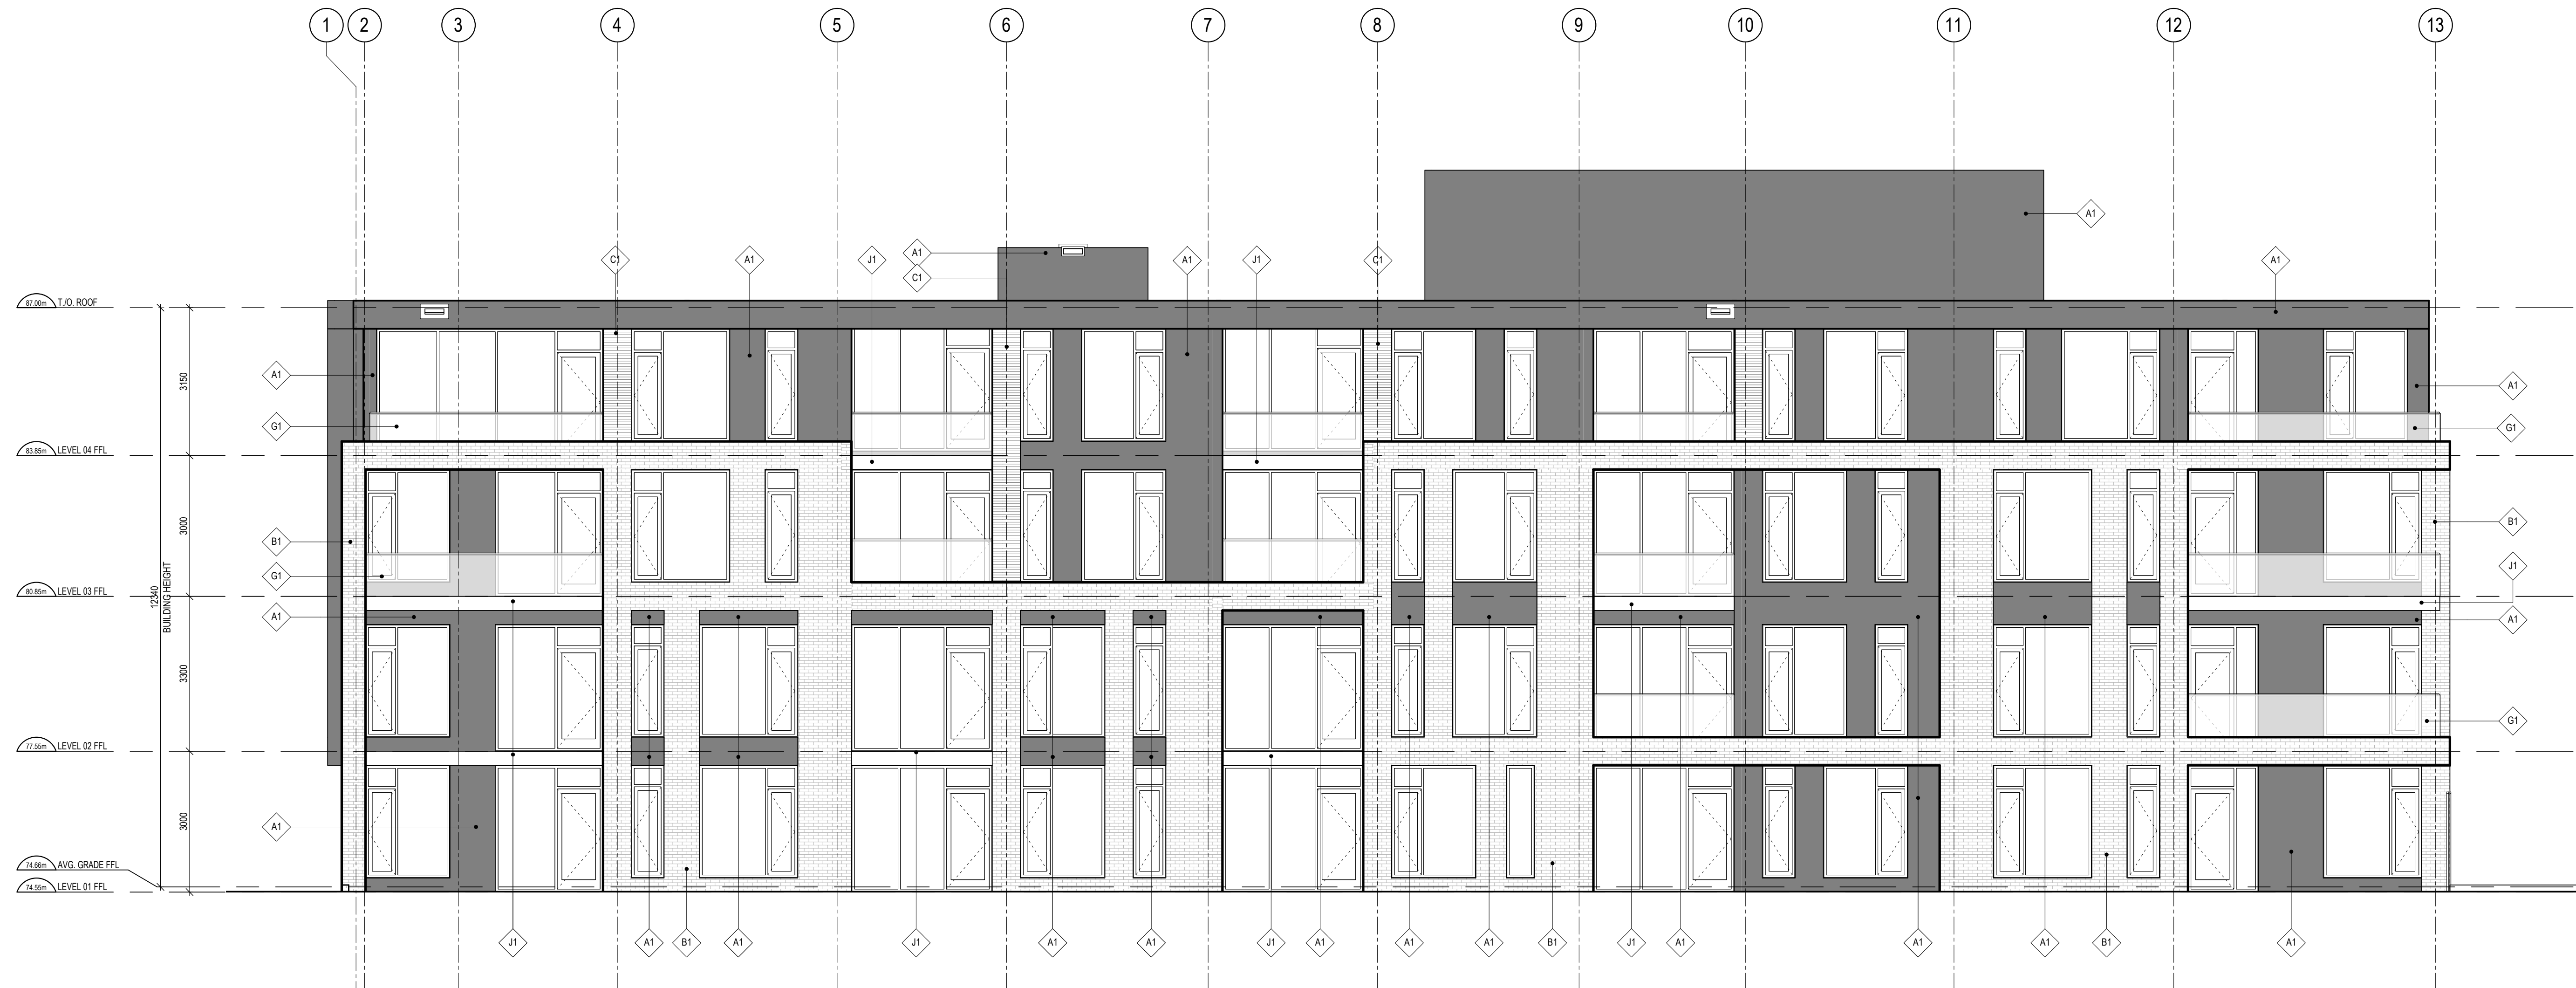 1 2 3 4 5 6 7 8 9 10 11 12 13
A1
C1 A1 A1 J1 A1 J1 C1 A1
C1
87.00m T./O. ROOF
A1 A1
3150
G1 G1
83.85m LEVEL 04 FFL
3000
B1 B1
G1 J1
80.85m LEVEL 03 FFL
12340
BUILDING HEIGHT
A1 A1
3300
G1
77.55m LEVEL 02 FFL
3000
A1
74.66m AVG. GRADE FFL
74.55m LEVEL 01 FFL
J1 A1 B1 A1 J1 A1 A1 J1 A1 A1 A1 B1 J1 A1 A1 A1 B1 A1